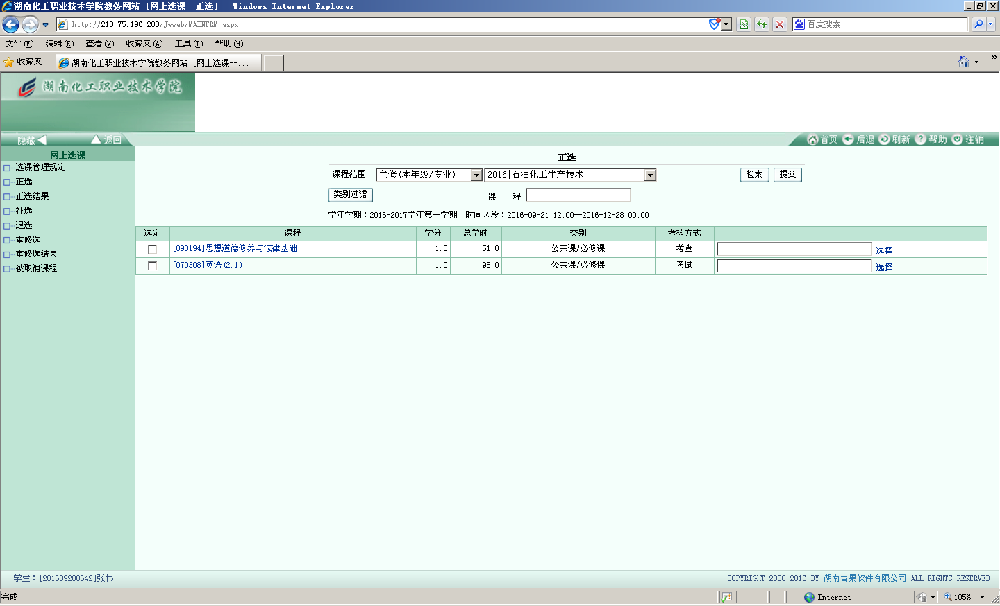 湖南化工职业技术学院教务网站 [网上选课--正选] - Windows Internet Explorer
http://218.75.196.203/Jwweb/MAINFRM.aspx
百度搜索
文件(F) 编辑(E) 查看(V) 收藏夹(A) 工具(T) 帮助(H)
收藏夹
湖南化工职业技术学院教务网站 [网上选课--...
湖南化工职业技术学院
隐藏 返回
首页 后退 刷新 帮助 注销
网上选课
选课管理规定
正选
正选结果
补选
退选
重修选
重修选结果
被取消课程
正选
课程范围 主修(本年级/专业) 2016|石油化工生产技术 检索 提交
类别过滤 课 程
学年学期：2016-2017学年第一学期 时间区段：2016-09-21 12:00--2016-12-28 00:00
选定 课程 学分 总学时 类别 考核方式
[090194]思想道德修养与法律基础 1.0 51.0 公共课/必修课 考查 选择
[070308]英语(2.1) 1.0 96.0 公共课/必修课 考试 选择
学生：[201609280642]张伟
COPYRIGHT 2000-2016 BY 湖南青果软件有限公司 ALL RIGHTS RESERVED
完成
Internet
105%